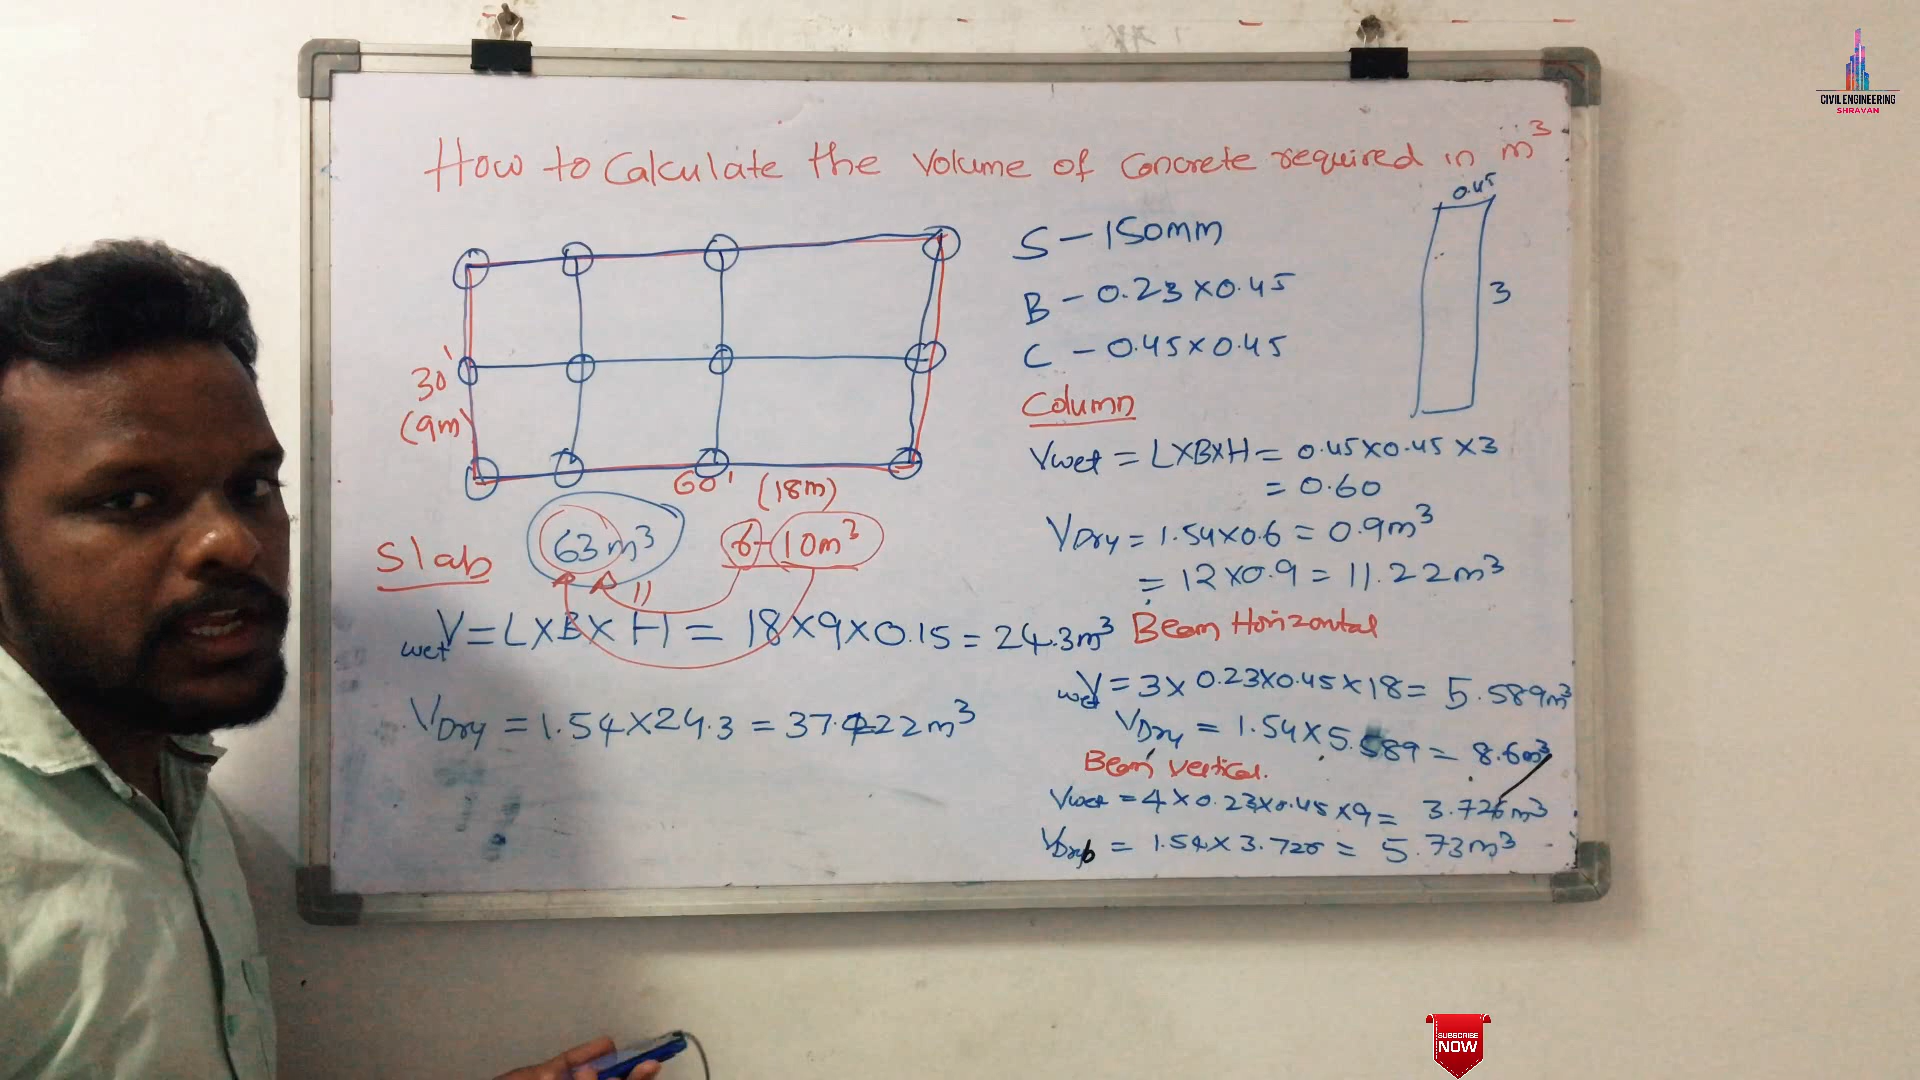 How to Calculate the Volume of Concrete required in m³
0.45
3
S - 150mm
B - 0.23×0.45
C - 0.45×0.45
30'
(9m)
60' (18m)
Slab
63m³
6-10m³
Vwet = L×B×H = 18×9×0.15 = 24.3m³
VDry = 1.54×24.3 = 37.422m³
Column
Vwet = L×B×H = 0.45×0.45×3
= 0.60
VDry = 1.54×0.6 = 0.9m³
= 12×0.9 = 11.22m³
Beam Horizontal
Vwet = 3×0.23×0.45×18 = 5.589m³
VDry = 1.54×5.589 = 8.6m³
Beam Vertical.
Vwet = 4×0.23×0.45×9 = 3.726m³
= 1.54×3.726 = 5.73m³
CIVIL ENGINEERING
SHRAVAN
SUBSCRIBE
NOW